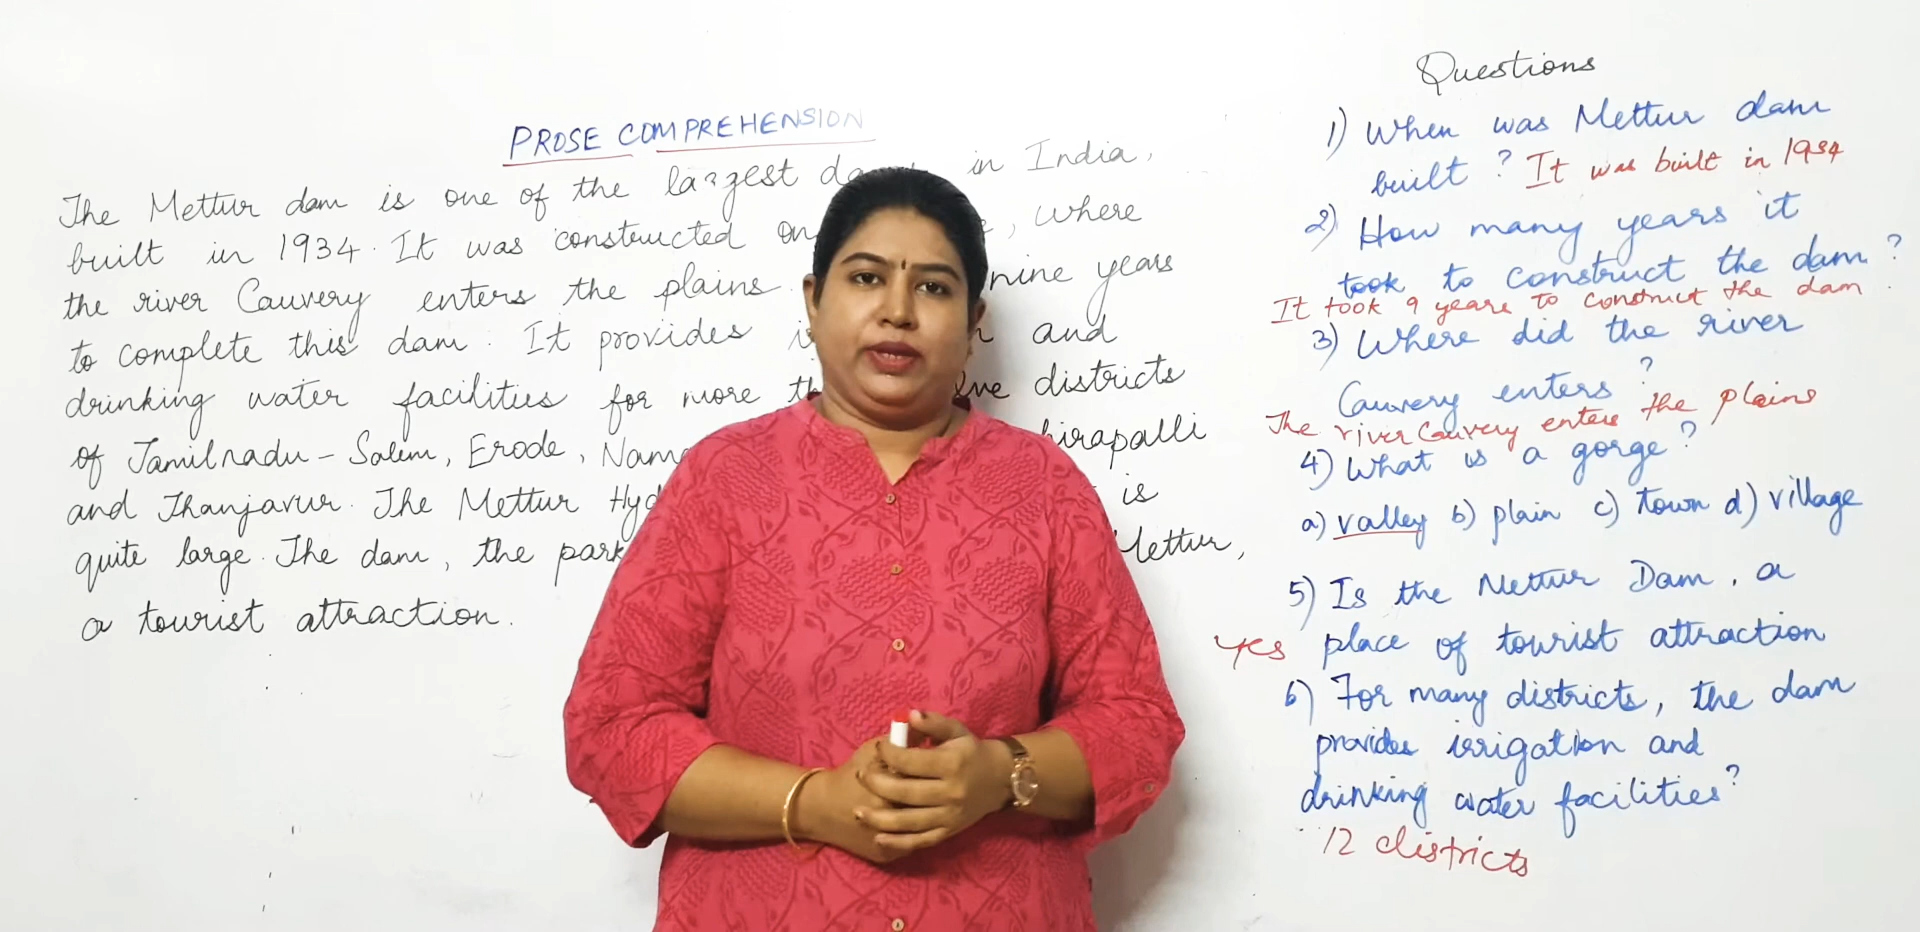 PROSE COMPREHENSION
The Mettur dam is one of the largest in India,
built in 1934. It was constructed , where
the river Cauvery enters the plains. nine years
to complete this dam. It provides and
drinking water facilities for more districts
of Tamilnadu - Salem, Erode,
and Thanjavur. The Mettur is
quite large. The dam, the Mettur,
a tourist attraction.
Questions
1) When was Mettur dam
built? It was built in 1934
2) How many years it
took to construct the dam?
It took 9 years to construct the dam
3) Where did the river
Cauvery enters?
The river Cauvery enters the plains
4) What is a gorge?
a) valley b) plain c) town d) village
5) Is the Mettur Dam, a
yes place of tourist attraction
6) For many districts, the dam
provides irrigation and
drinking water facilities?
12 districts